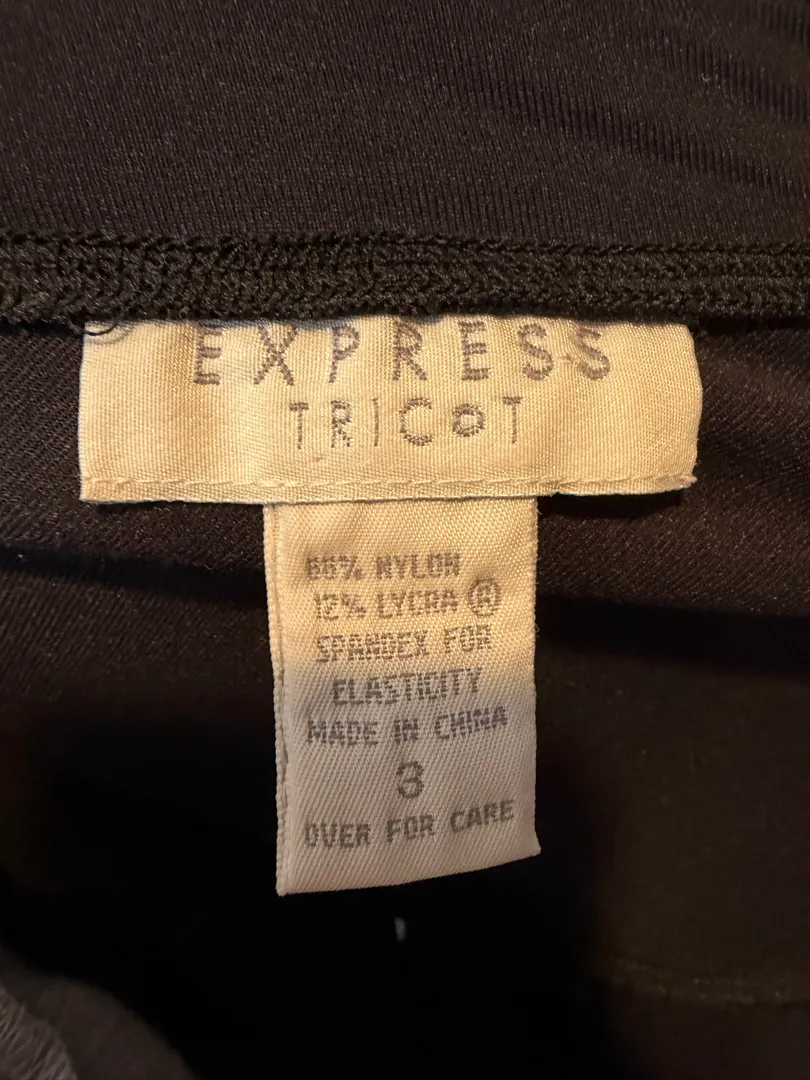 EXPRESS
TRICOT
88% NYLON
12% LYCRA ®
SPANDEX FOR
ELASTICITY
MADE IN CHINA
3
OVER FOR CARE